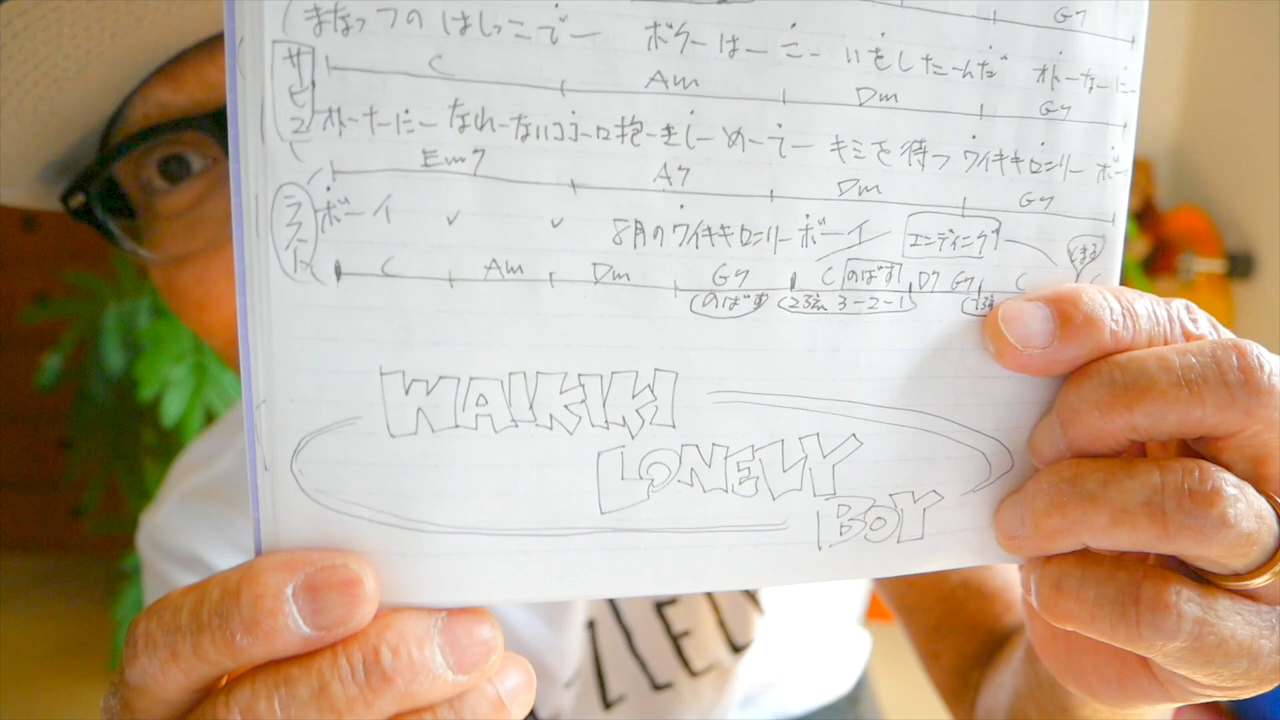 G7
まなつのはしっこでー ボクーはー こーいをしたーんだ オトーなーにー
サビ2 C Am Dm G7
オトーナーにー なれーないココーロ抱ーきしーめーてー キミを待つ ワイキキロンリーボー
Em7 A7 Dm G7
ラスト ボーイ ✓ ✓ 8月のワイキキロンリーボーイ エンディング
C Am Dm G7 C のばす D7 G7 C とまる C
のばす 2弦 3-2-1
WAIKIKI
LONELY
BOY